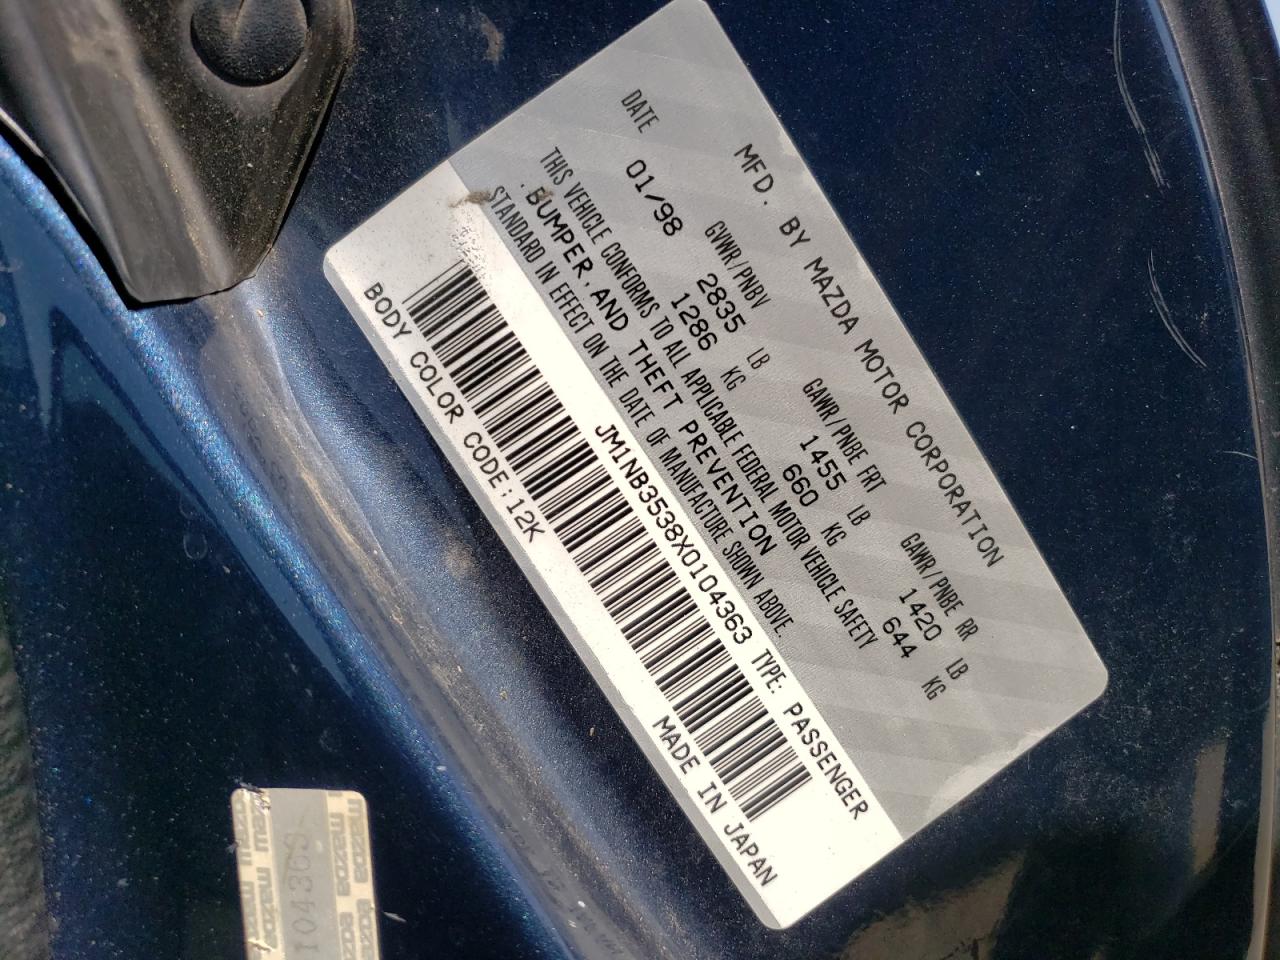 MFD. BY MAZDA MOTOR CORPORATION
DATE GVWR/PNBV GAWR/PNBE FRT GAWR/PNBE RR
01/98 2835 LB 1455 LB 1420 LB
1286 KG 660 KG 644 KG
THIS VEHICLE CONFORMS TO ALL APPLICABLE FEDERAL MOTOR VEHICLE SAFETY
, BUMPER, AND THEFT PREVENTION
STANDARD IN EFFECT ON THE DATE OF MANUFACTURE SHOWN ABOVE.
JM1NB3538X0104363 TYPE: PASSENGER
BODY COLOR CODE:12K MADE IN JAPAN
mazda mazda
mazda mazda
104363